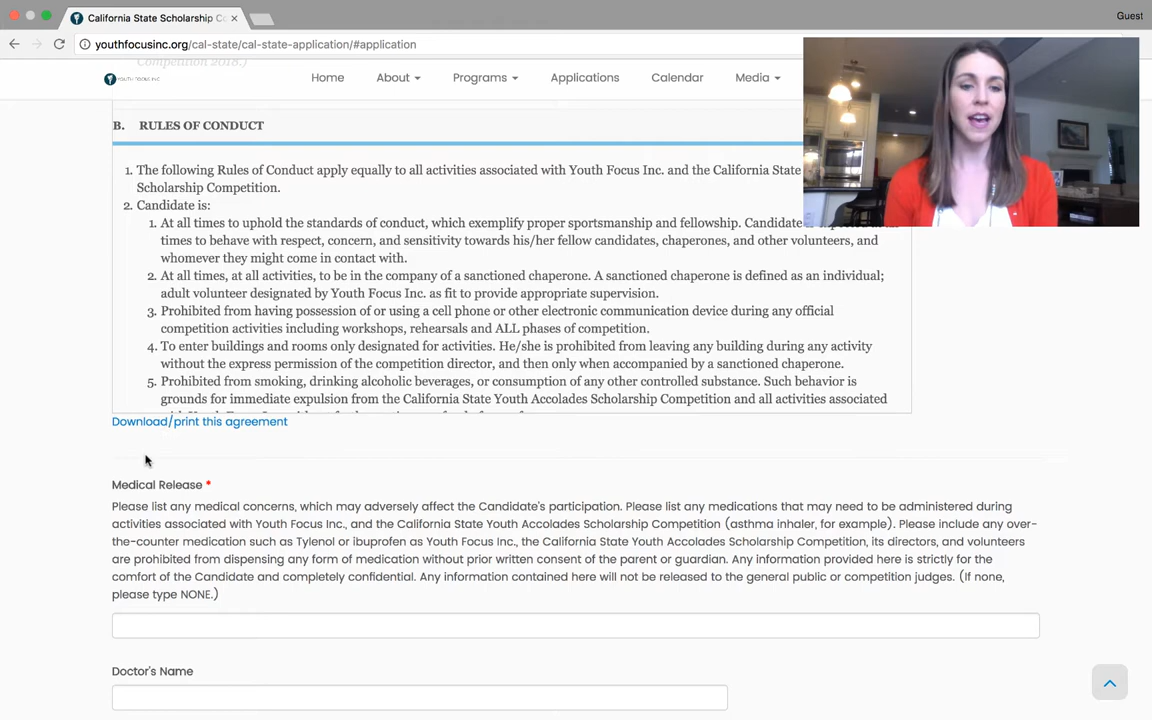 California State Scholarship C
Guest
youthfocusinc.org/cal-state/cal-state-application/#application
Competition 2018.)
YOUTH FOCUS INC
Home
About
Programs
Applications
Calendar
Media
B. RULES OF CONDUCT
1. The following Rules of Conduct apply equally to all activities associated with Youth Focus Inc. and the California State
Scholarship Competition.
2. Candidate is:
1. At all times to uphold the standards of conduct, which exemplify proper sportsmanship and fellowship. Candidate
times to behave with respect, concern, and sensitivity towards his/her fellow candidates, chaperones, and other volunteers, and
whomever they might come in contact with.
2. At all times, at all activities, to be in the company of a sanctioned chaperone. A sanctioned chaperone is defined as an individual;
adult volunteer designated by Youth Focus Inc. as fit to provide appropriate supervision.
3. Prohibited from having possession of or using a cell phone or other electronic communication device during any official
competition activities including workshops, rehearsals and ALL phases of competition.
4. To enter buildings and rooms only designated for activities. He/she is prohibited from leaving any building during any activity
without the express permission of the competition director, and then only when accompanied by a sanctioned chaperone.
5. Prohibited from smoking, drinking alcoholic beverages, or consumption of any other controlled substance. Such behavior is
grounds for immediate expulsion from the California State Youth Accolades Scholarship Competition and all activities associated
Download/print this agreement
Medical Release *
Please list any medical concerns, which may adversely affect the Candidate's participation. Please list any medications that may need to be administered during
activities associated with Youth Focus Inc., and the California State Youth Accolades Scholarship Competition (asthma inhaler, for example). Please include any over-
the-counter medication such as Tylenol or ibuprofen as Youth Focus Inc., the California State Youth Accolades Scholarship Competition, its directors, and volunteers
are prohibited from dispensing any form of medication without prior written consent of the parent or guardian. Any information provided here is strictly for the
comfort of the Candidate and completely confidential. Any information contained here will not be released to the general public or competition judges. (If none,
please type NONE.)
Doctor's Name